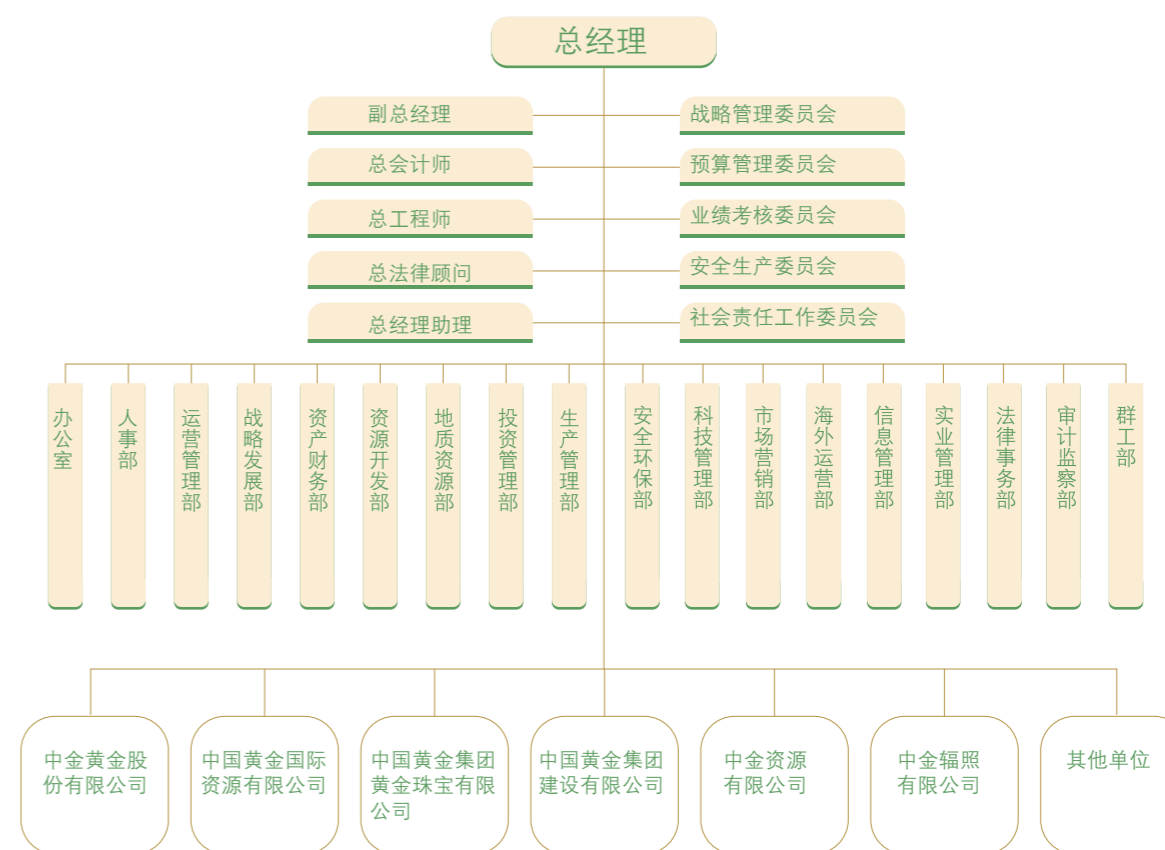 总经理
副总经理
战略管理委员会
总会计师
预算管理委员会
总工程师
业绩考核委员会
总法律顾问
安全生产委员会
总经理助理
社会责任工作委员会
办公室
人事部
运营管理部
战略发展部
资产财务部
资源开发部
地质资源部
投资管理部
生产管理部
安全环保部
科技管理部
市场营销部
海外运营部
信息管理部
实业管理部
法律事务部
审计监察部
群工部
中金黄金股
份有限公司
中国黄金国际
资源有限公司
中国黄金集团
黄金珠宝有限
公司
中国黄金集团
建设有限公司
中金资源
有限公司
中金辐照
有限公司
其他单位